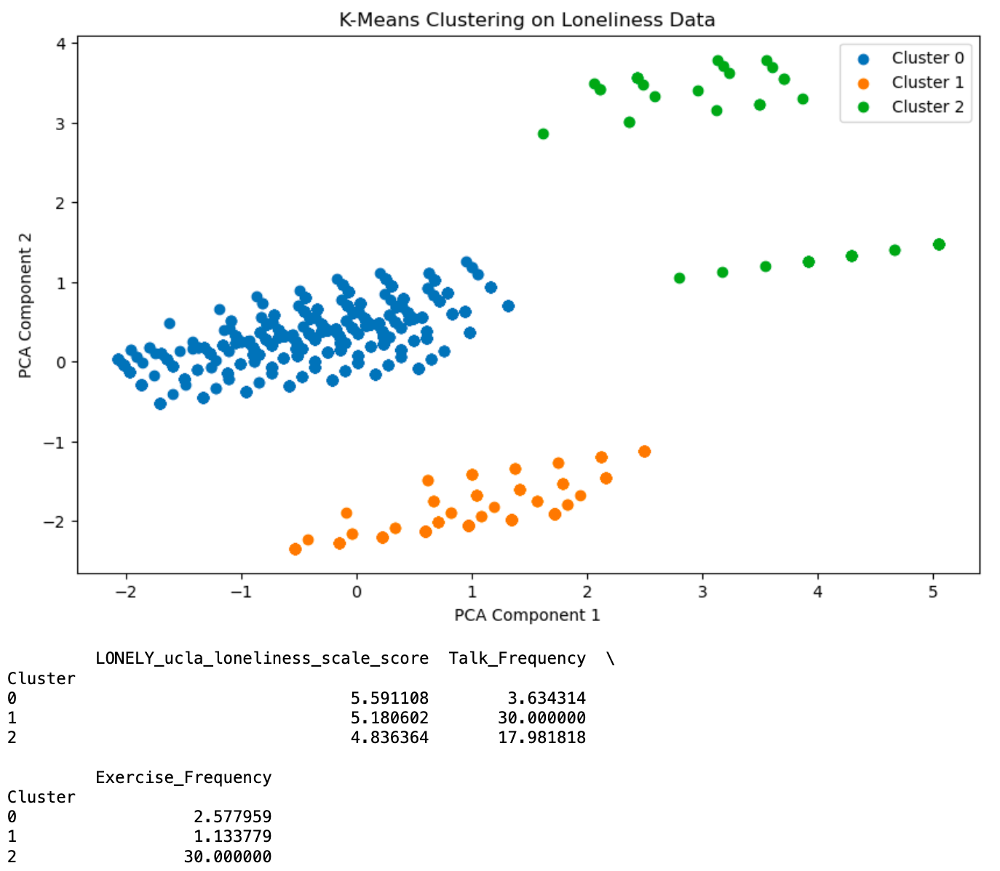 K-Means Clustering on Loneliness Data
4
3
2
1
0
−1
−2
PCA Component 2
Cluster 0
Cluster 1
Cluster 2
−2 −1 0 1 2 3 4 5
PCA Component 1
LONELY_ucla_loneliness_scale_score Talk_Frequency \
Cluster
0 5.591108 3.634314
1 5.180602 30.000000
2 4.836364 17.981818
Exercise_Frequency
Cluster
0 2.577959
1 1.133779
2 30.000000